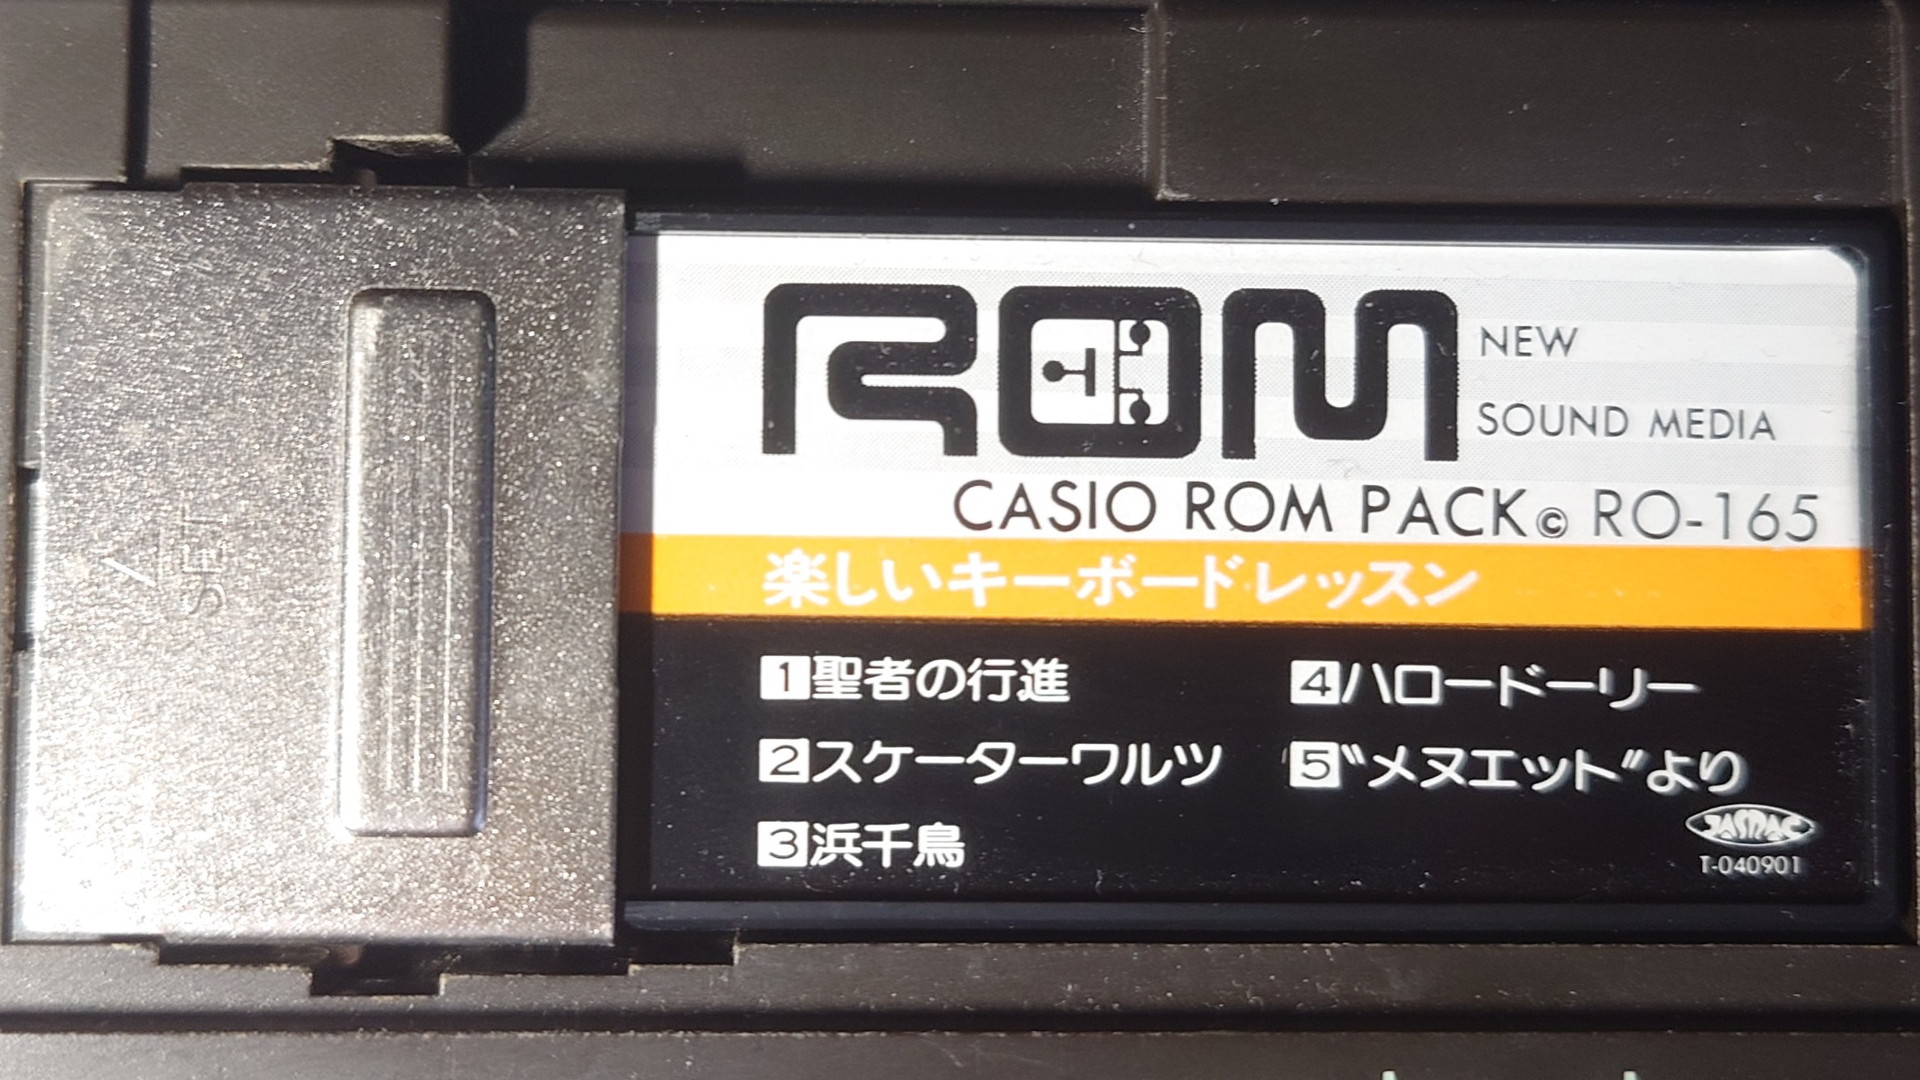 SET
ROM
NEW
SOUND MEDIA
CASIO ROM PACK© RO-165
楽しいキーボードレッスン
1聖者の行進
2スケーターワルツ
3浜千鳥
4ハロードーリー
5“メヌエット”より
JASRAC
T-040901